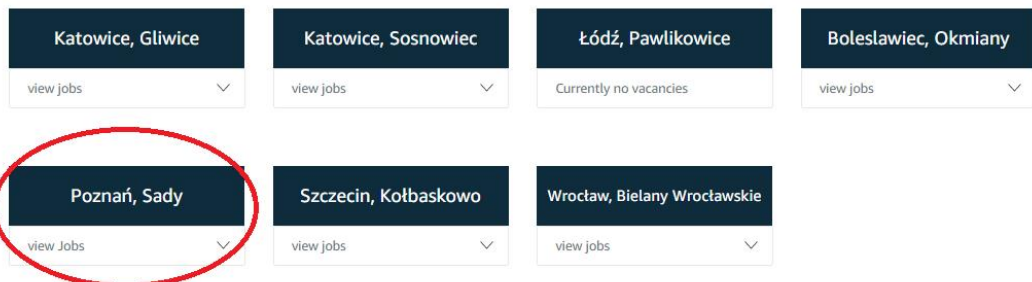 Katowice, Gliwice
view jobs
Katowice, Sosnowiec
view jobs
Łódź, Pawlikowice
Currently no vacancies
Boleslawiec, Okmiany
view jobs
Poznań, Sady
view Jobs
Szczecin, Kołbaskowo
view jobs
Wrocław, Bielany Wrocławskie
view jobs